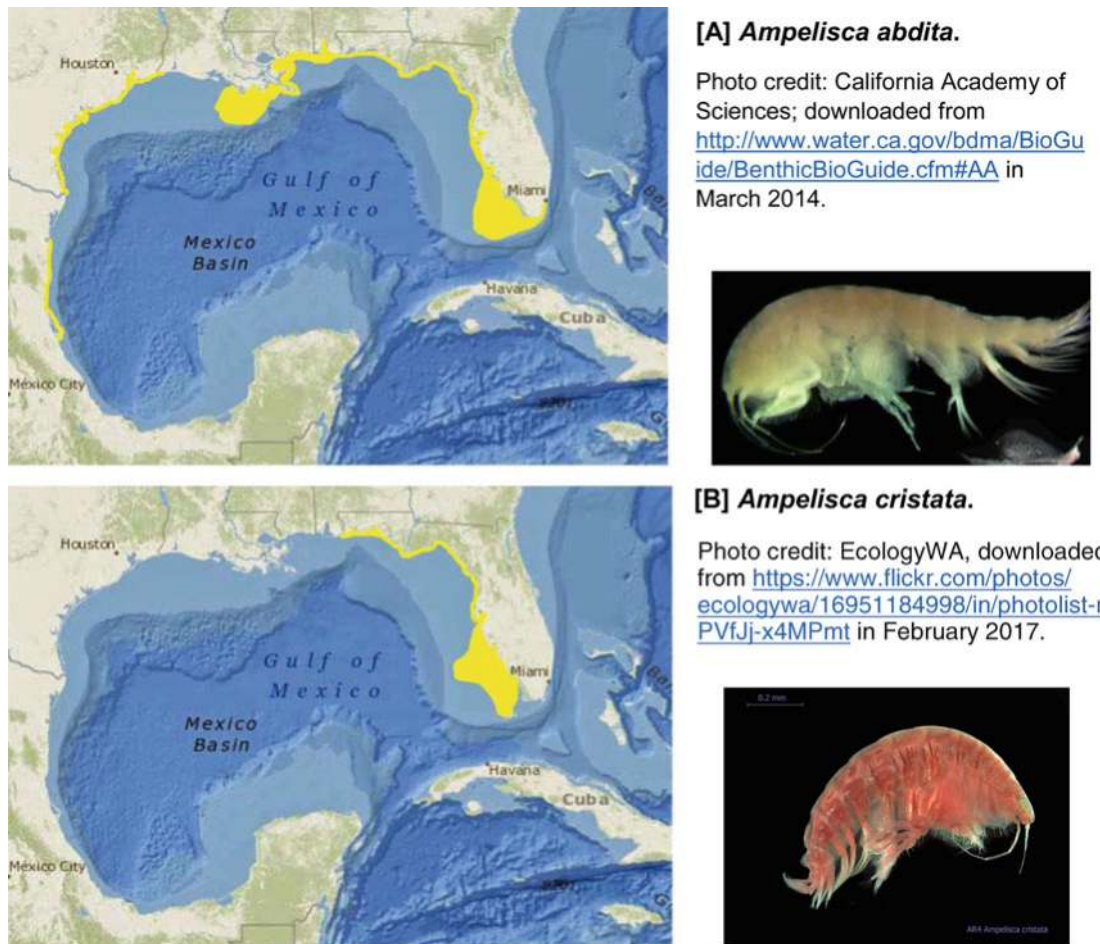 Houston
Gulf of
Mexico
Mexico
Basin
Miami
Havana
Cuba
México City
[A] Ampelisca abdita.
Photo credit: California Academy of
Sciences; downloaded from
http://www.water.ca.gov/bdma/BioGu
ide/BenthicBioGuide.cfm#AA in
March 2014.
Houston
Gulf of
Mexico
Mexico
Basin
Miami
Havana
Cuba
México City
[B] Ampelisca cristata.
Photo credit: EcologyWA, downloaded
from https://www.flickr.com/photos/
ecologywa/16951184998/in/photolist-r
PVfJj-x4MPmt in February 2017.
0.2 mm
AR4 Ampelisca cristata